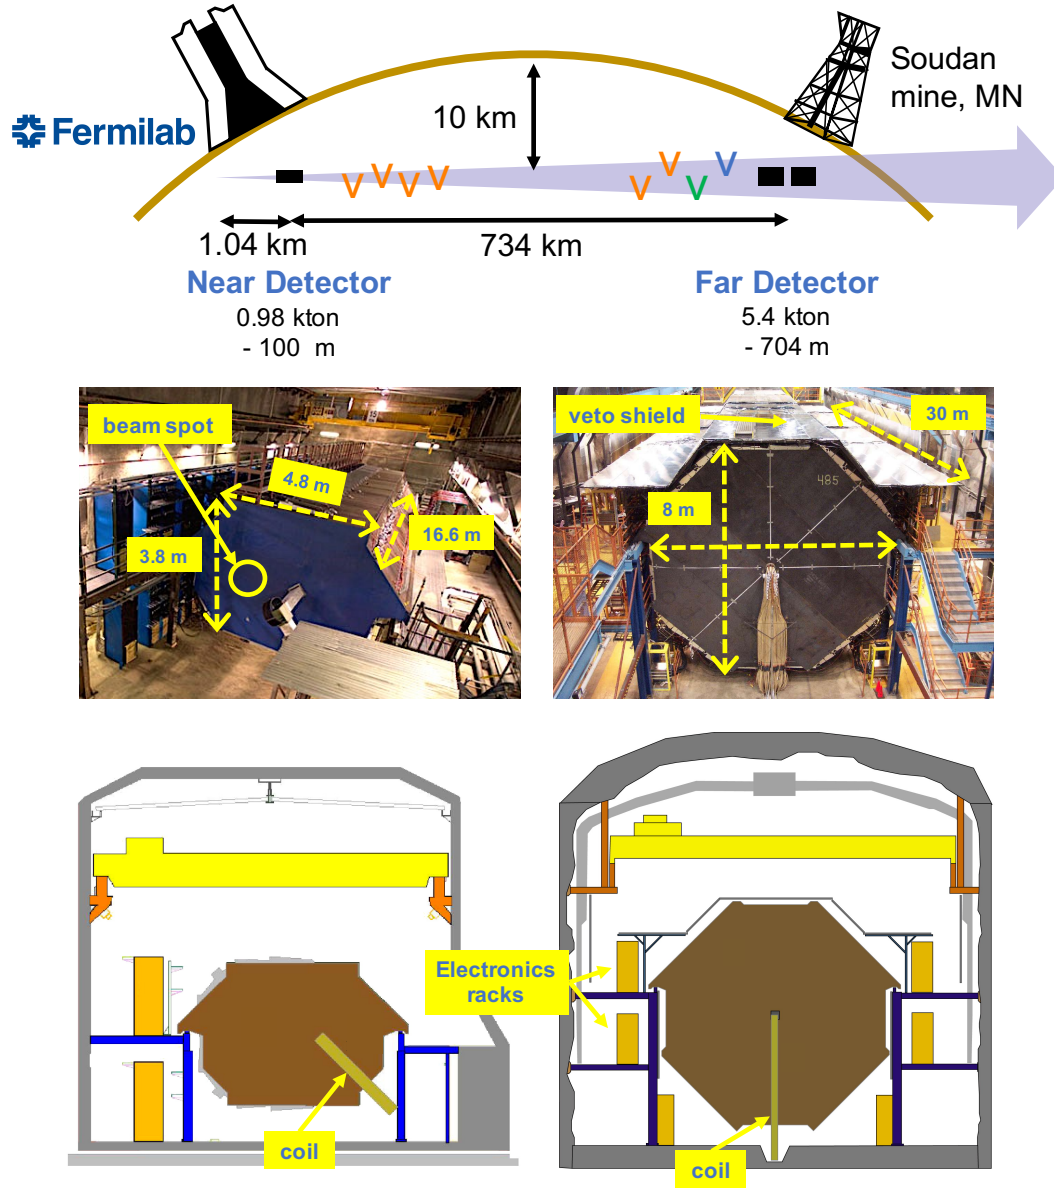 Soudan
mine, MN
Fermilab
10 km
V V V V V V V V
1.04 km
734 km
Near Detector
0.98 kton
- 100 m
Far Detector
5.4 kton
- 704 m
beam spot
4.8 m
3.8 m
16.6 m
veto shield
30 m
485
8 m
Electronics
racks
coil
coil